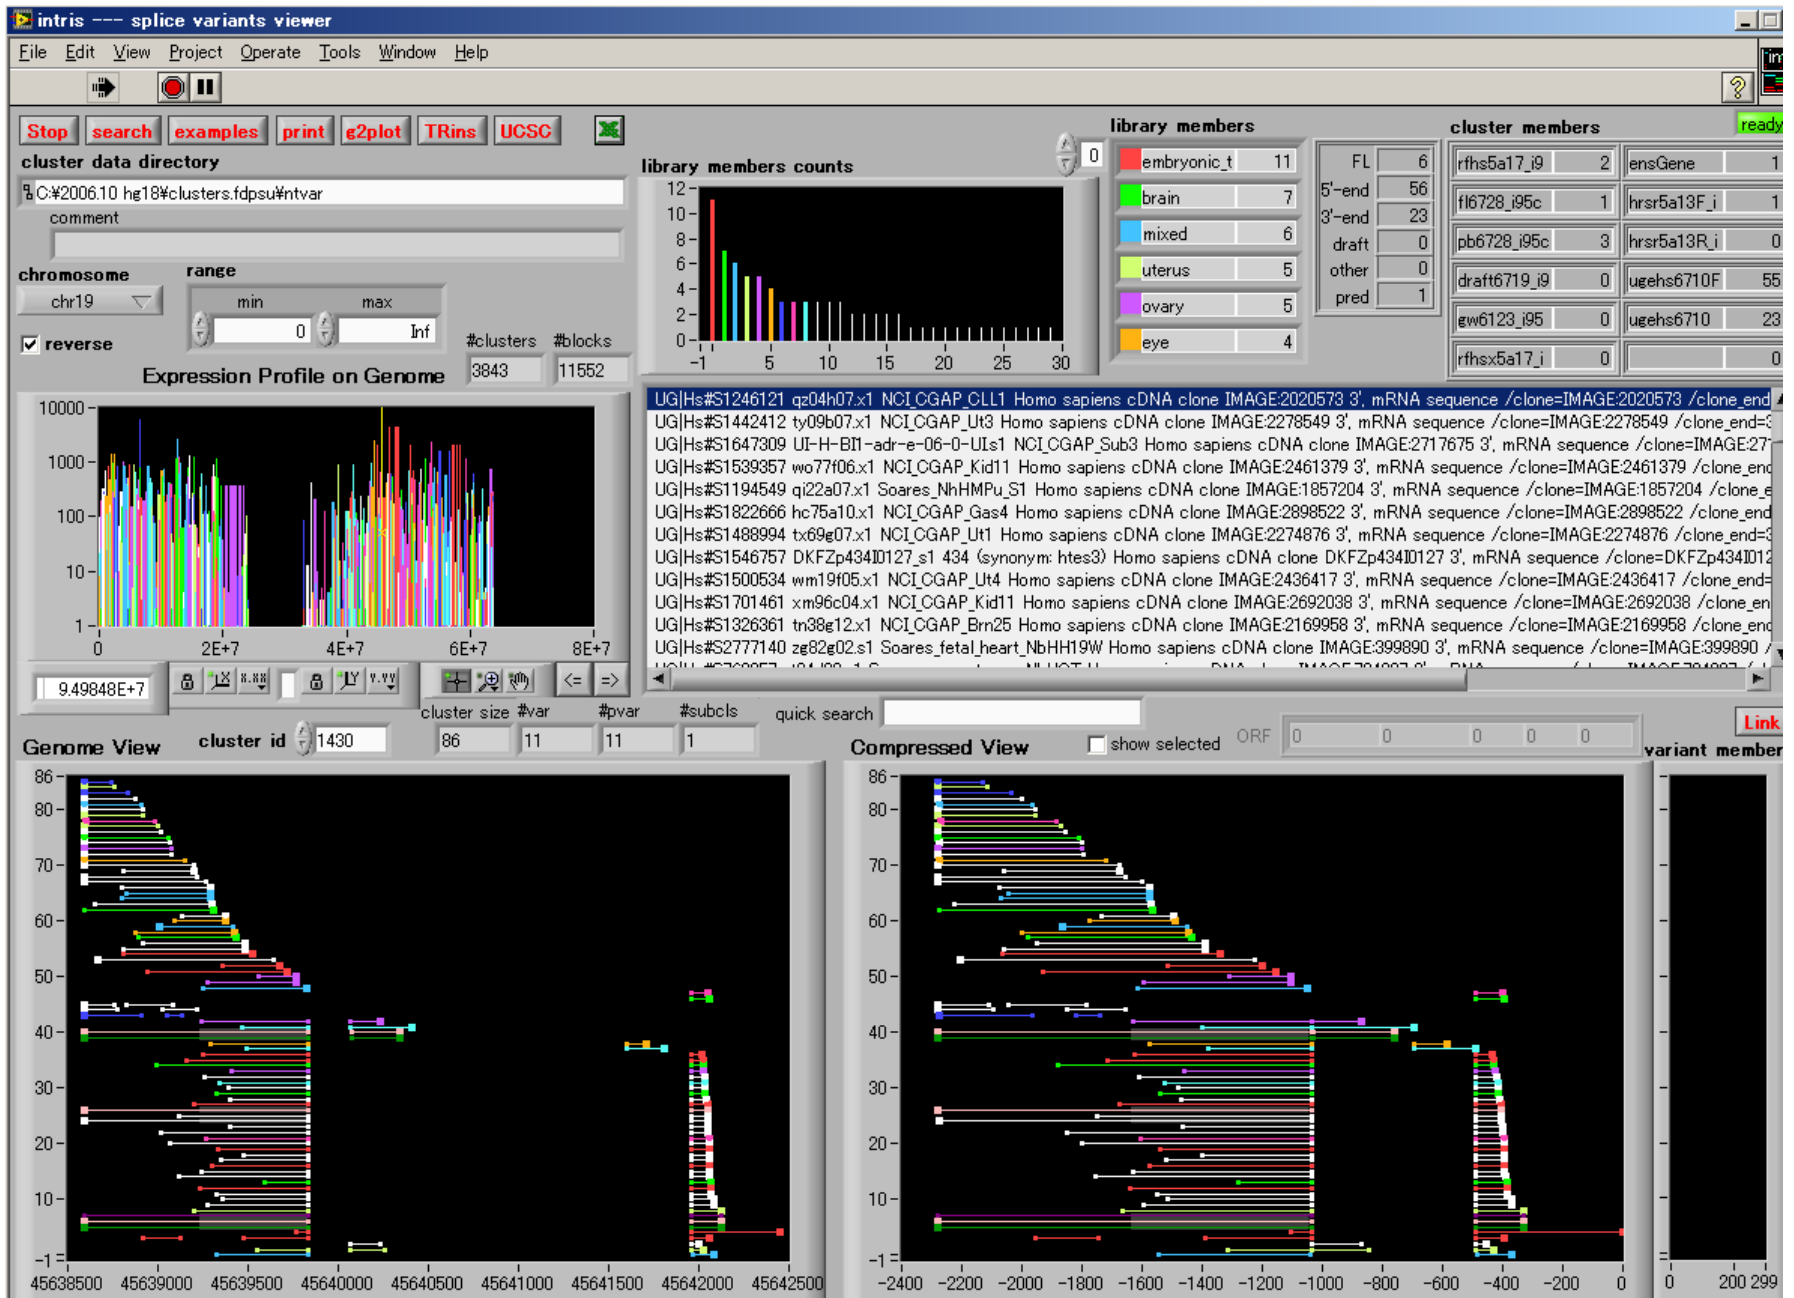 intris --- splice variants viewer
File Edit View Project Operate Tools Window Help
Stop search examples print g2plot TRins UCSC
cluster data directory
C:¥2006.10 hg18¥clusters.fdpsu¥ntvar
comment
chromosome
chr19
range
min max
0 Inf
reverse
#clusters #blocks
3843 11552
library members counts
12
10
8
6
4
2
0
-1 5 10 15 20 25 30
0
library members
embryonic_t 11
brain 7
mixed 6
uterus 5
ovary 5
eye 4
FL 6
5'-end 56
3'-end 23
draft 0
other 0
pred 1
cluster members
ready
rfhs5a17_i9 2 ensGene 1
fl6728_i95c 1 hrsr5a13F_i 1
pb6728_i95c 3 hrsr5a13R_i 0
draft6719_i9 0 ugehs6710F 55
gw6123_i95 0 ugehs6710 23
rfhsx5a17_i 0 0
Expression Profile on Genome
10000
1000
100
10
1
0 2E+7 4E+7 6E+7 8E+7
9.49848E+7
<= =>
UG|Hs#S1246121 qz04h07.x1 NCI_CGAP_CLL1 Homo sapiens cDNA clone IMAGE:2020573 3', mRNA sequence /clone=IMAGE:2020573 /clone_end
UG|Hs#S1442412 ty09b07.x1 NCI_CGAP_Ut3 Homo sapiens cDNA clone IMAGE:2278549 3', mRNA sequence /clone=IMAGE:2278549 /clone_end=3
UG|Hs#S1647309 UI-H-BI1-adr-e-06-0-UIs1 NCI_CGAP_Sub3 Homo sapiens cDNA clone IMAGE:2717675 3', mRNA sequence /clone=IMAGE:27
UG|Hs#S1539357 wo77f06.x1 NCI_CGAP_Kid11 Homo sapiens cDNA clone IMAGE:2461379 3', mRNA sequence /clone=IMAGE:2461379 /clone_enc
UG|Hs#S1194549 qi22a07.x1 Soares_NhHMPu_S1 Homo sapiens cDNA clone IMAGE:1857204 3', mRNA sequence /clone=IMAGE:1857204 /clone_e
UG|Hs#S1822666 hc75a10.x1 NCI_CGAP_Gas4 Homo sapiens cDNA clone IMAGE:2898522 3', mRNA sequence /clone=IMAGE:2898522 /clone_end
UG|Hs#S1488994 tx69g07.x1 NCI_CGAP_Ut1 Homo sapiens cDNA clone IMAGE:2274876 3', mRNA sequence /clone=IMAGE:2274876 /clone_end=3
UG|Hs#S1546757 DKFZp434I0127_s1 434 (synonym: htes3) Homo sapiens cDNA clone DKFZp434I0127 3', mRNA sequence /clone=DKFZp434I012
UG|Hs#S1500534 wm19f05.x1 NCI_CGAP_Ut4 Homo sapiens cDNA clone IMAGE:2436417 3', mRNA sequence /clone=IMAGE:2436417 /clone_end=
UG|Hs#S1701461 xm96c04.x1 NCI_CGAP_Kid11 Homo sapiens cDNA clone IMAGE:2692038 3', mRNA sequence /clone=IMAGE:2692038 /clone_en
UG|Hs#S1326361 tn38g12.x1 NCI_CGAP_Brn25 Homo sapiens cDNA clone IMAGE:2169958 3', mRNA sequence /clone=IMAGE:2169958 /clone_enc
UG|Hs#S2777140 zg82g02.s1 Soares_fetal_heart_NbHH19W Homo sapiens cDNA clone IMAGE:399890 3', mRNA sequence /clone=IMAGE:399890 /
cluster size #var #pvar #subcls
86 11 11 1
quick search
Link
Genome View
cluster id 1430
Compressed View
show selected
ORF 0 0 0 0 0
variant member
86
80
70
60
50
40
30
20
10
-1
45638500 45639000 45639500 45640000 45640500 45641000 45641500 45642000 45642500
86
80
70
60
50
40
30
20
10
-1
-2400 -2200 -2000 -1800 -1600 -1400 -1200 -1000 -800 -600 -400 -200 0
0 200 299